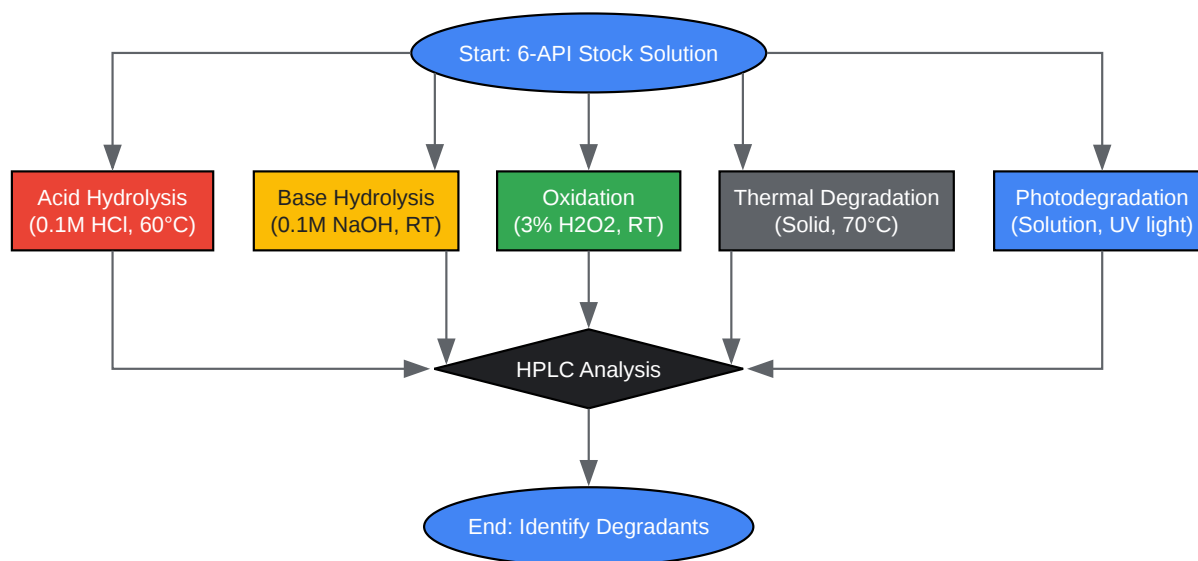 Start: 6-API Stock Solution
Acid Hydrolysis
(0.1M HCl, 60°C)
Base Hydrolysis
(0.1M NaOH, RT)
Oxidation
(3% H2O2, RT)
Thermal Degradation
(Solid, 70°C)
Photodegradation
(Solution, UV light)
HPLC Analysis
End: Identify Degradants